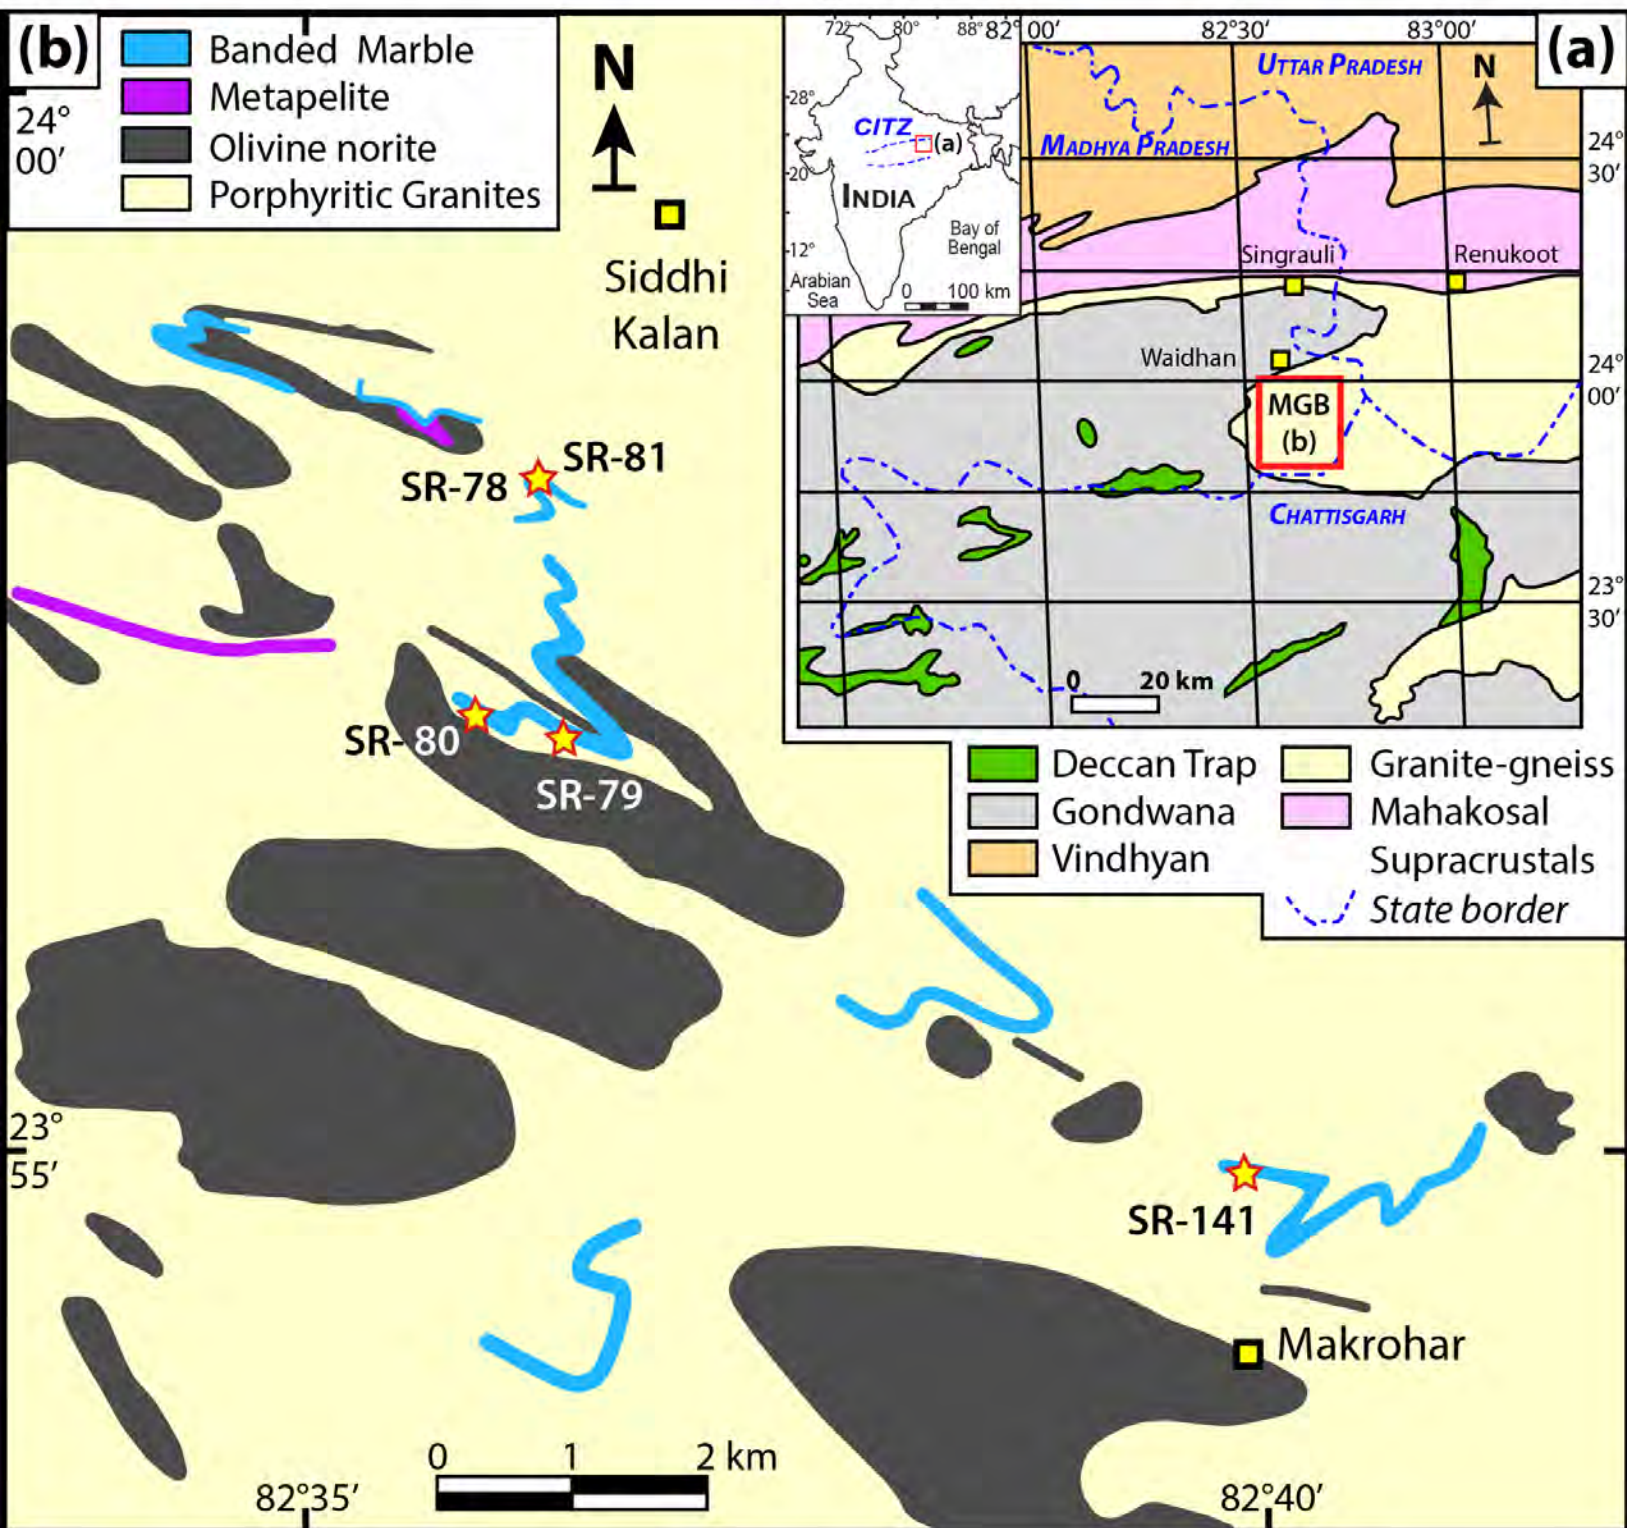 (b)
Banded Marble
Metapelite
Olivine norite
Porphyritic Granites
24°
00′
N
Siddhi
Kalan
SR-81
SR-78
SR- 80
SR-79
SR-141
Makrohar
23°
55′
0 1 2 km
82°35′
82°40′
(a)
72° 80° 88°
28°
20°
12°
CITZ
(a)
INDIA
Bay of
Bengal
Arabian
Sea
0 100 km
82°00′ 82°30′ 83°00′
UTTAR PRADESH
N
MADHYA PRADESH
24°
30′
Singrauli
Renukoot
Waidhan
24°
00′
MGB
(b)
CHATTISGARH
23°
30′
0 20 km
Deccan Trap
Gondwana
Vindhyan
Granite-gneiss
Mahakosal
Supracrustals
State border